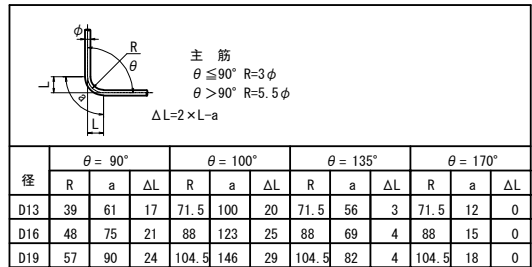 φ
R
θ
L
a
L
主 筋
θ≦90° R=3φ
θ>90° R=5.5φ
ΔL=2×L-a
径 θ = 90° θ = 100° θ = 135° θ = 170°
R a ΔL R a ΔL R a ΔL R a ΔL
D13 39 61 17 71.5 100 20 71.5 56 3 71.5 12 0
D16 48 75 21 88 123 25 88 69 4 88 15 0
D19 57 90 24 104.5 146 29 104.5 82 4 104.5 18 0